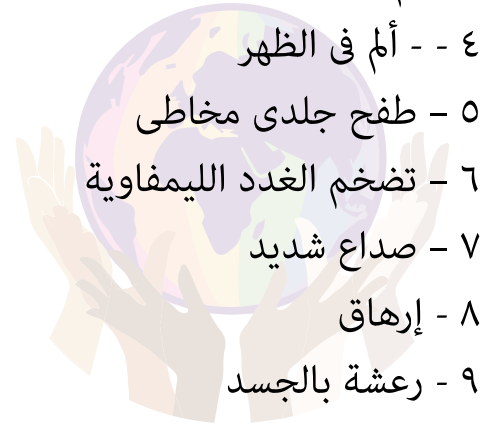 ٤ - - ألم فى الظهر
٥ – طفح جلدى مخاطى
٦ – تضخم الغدد الليمفاوية
٧ – صداع شديد
٨ - إرهاق
٩ - رعشة بالجسد